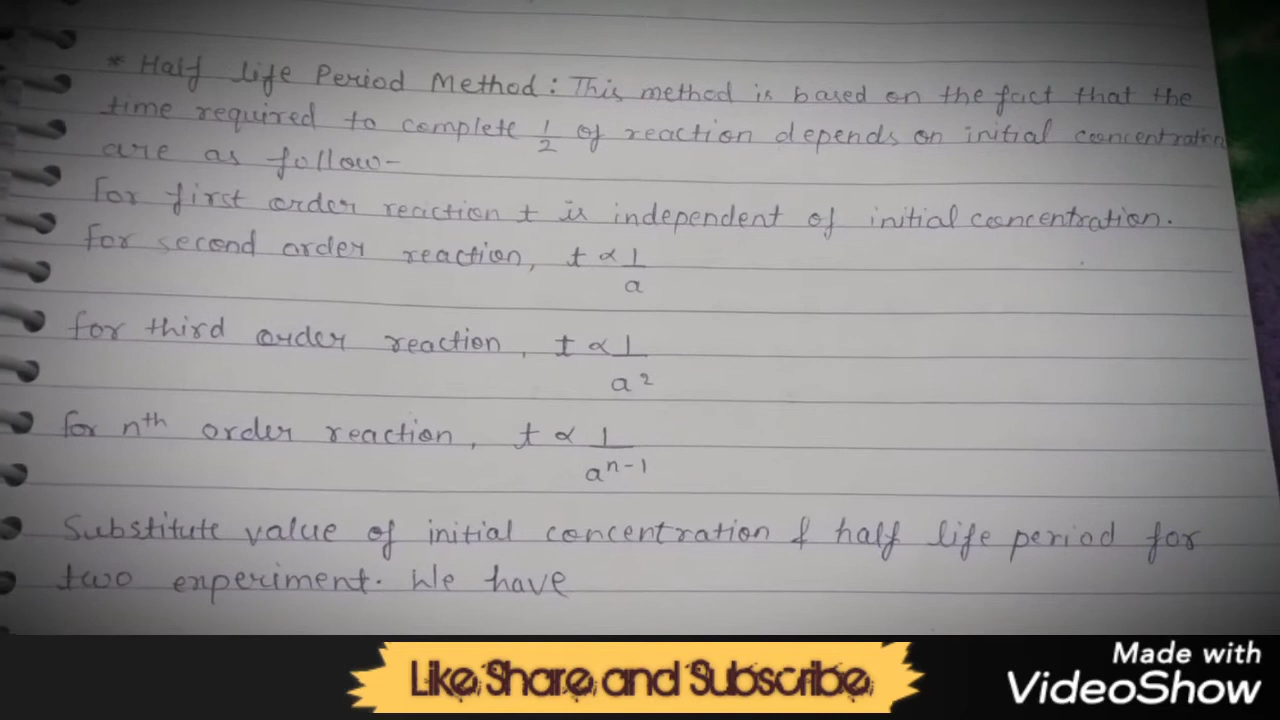 * Half life Period Method : This method is based on the fact that the
time required to complete 1/2 of reaction depends on initial concentration
are as follow-
for first order reaction t is independent of initial concentration.
for second order reaction, t ∝ 1/a
for third order reaction, t ∝ 1/a²
for nᵗʰ order reaction, t ∝ 1/aⁿ⁻¹
Substitute value of initial concentration & half life period for
two experiment. We have
Like Share and Subscribe
Made with
VideoShow